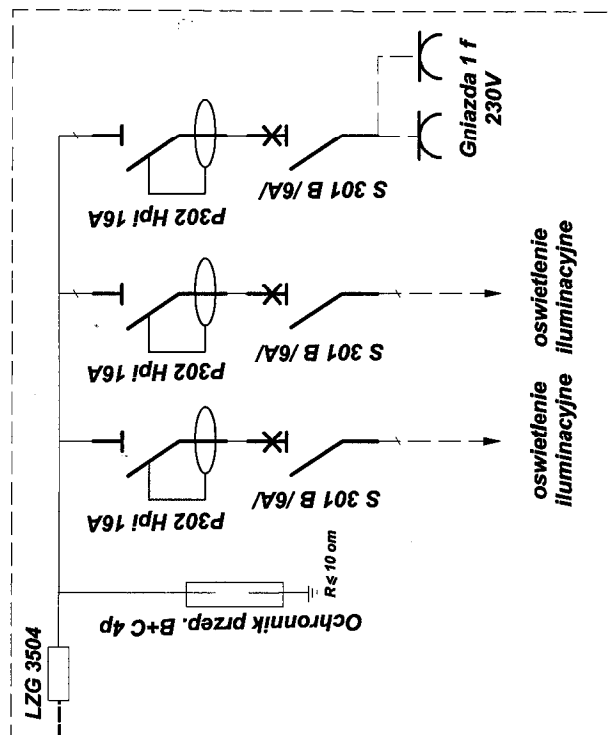 Gniazda 1 f
230V
S 301 B /6A/
P302 Hpi 16A
oswietlenie
iluminacyjne
S 301 B /6A/
P302 Hpi 16A
oswietlenie
iluminacyjne
S 301 B /6A/
P302 Hpi 16A
R⩽ 10 om
Ochronnik przep. B+C 4p
LZG 3504